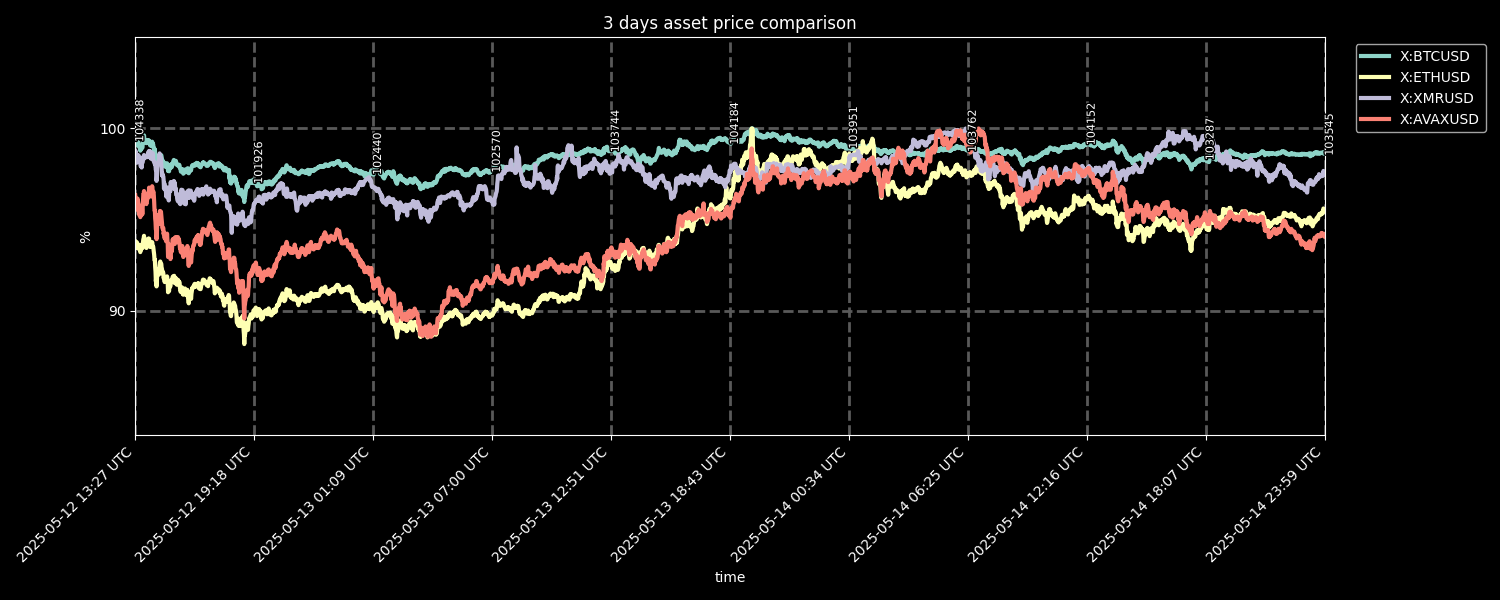 3 days asset price comparison
X:BTCUSD
X:ETHUSD
X:XMRUSD
X:AVAXUSD
100
90
%
104338
101926
102440
102570
103744
104184
103951
103762
104152
103287
103545
2025-05-12 13:27 UTC
2025-05-12 19:18 UTC
2025-05-13 01:09 UTC
2025-05-13 07:00 UTC
2025-05-13 12:51 UTC
2025-05-13 18:43 UTC
2025-05-14 00:34 UTC
2025-05-14 06:25 UTC
2025-05-14 12:16 UTC
2025-05-14 18:07 UTC
2025-05-14 23:59 UTC
time